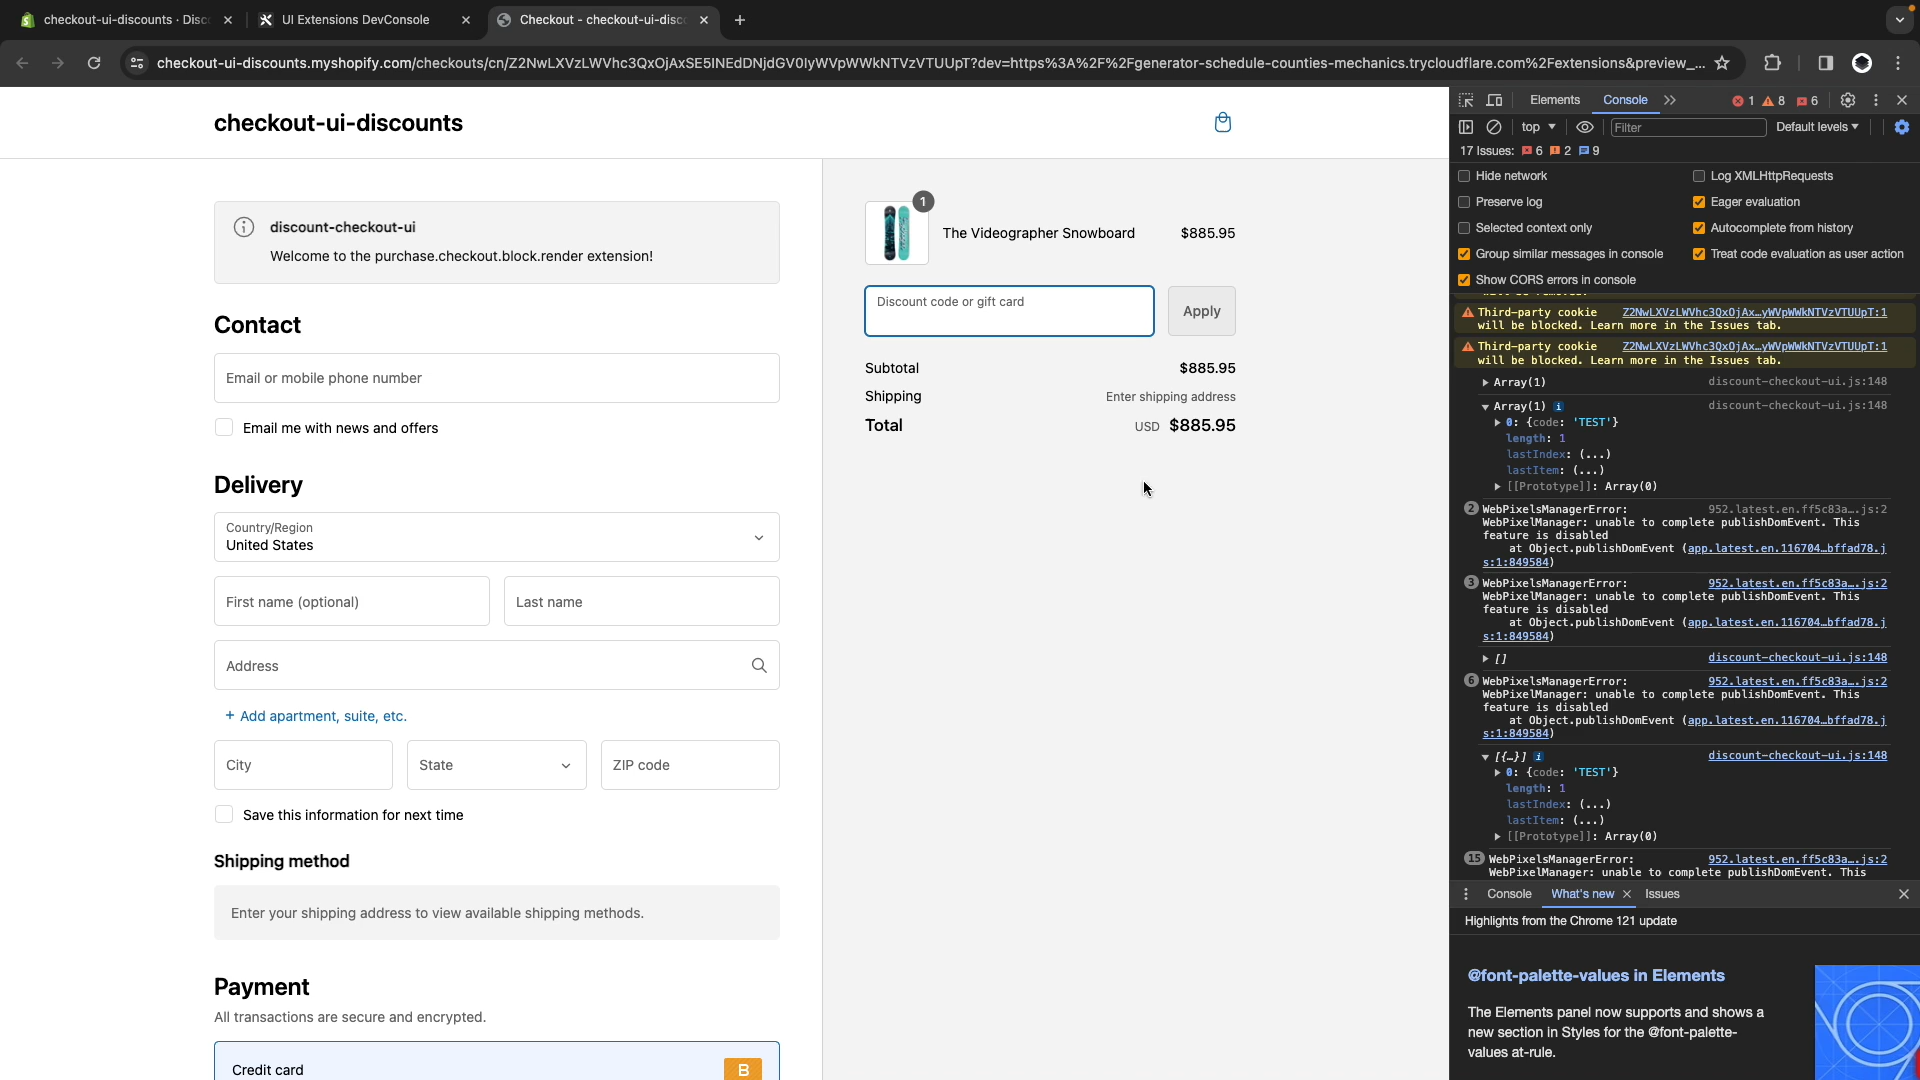 checkout-ui-discounts · Disc
UI Extensions DevConsole
Checkout - checkout-ui-disc
checkout-ui-discounts.myshopify.com/checkouts/cn/Z2NwLXVzLWVhc3QxOjAxSE5INEdDNjdGV0lyWVpWWkNTVzVTUUpT?dev=https%3A%2F%2Fgenerator-schedule-counties-mechanics.trycloudflare.com%2Fextensions&preview_...
checkout-ui-discounts
discount-checkout-ui
Welcome to the purchase.checkout.block.render extension!
Contact
Email or mobile phone number
Email me with news and offers
Delivery
Country/Region
United States
First name (optional)
Last name
Address
+ Add apartment, suite, etc.
City
State
ZIP code
Save this information for next time
Shipping method
Enter your shipping address to view available shipping methods.
Payment
All transactions are secure and encrypted.
Credit card
B
1
The Videographer Snowboard $885.95
Discount code or gift card
Apply
Subtotal $885.95
Shipping Enter shipping address
Total USD $885.95
Elements Console 1 8 6
top Filter Default levels
17 Issues: 6 2 9
Hide network Log XMLHttpRequests
Preserve log Eager evaluation
Selected context only Autocomplete from history
Group similar messages in console Treat code evaluation as user action
Show CORS errors in console
Third-party cookie Z2NwLXVzLWVhc3QxOjAx…yWVpWWkNTVzVTUUpT:1
will be blocked. Learn more in the Issues tab.
Third-party cookie Z2NwLXVzLWVhc3QxOjAx…yWVpWWkNTVzVTUUpT:1
will be blocked. Learn more in the Issues tab.
Array(1) discount-checkout-ui.js:148
Array(1) i discount-checkout-ui.js:148
0: {code: 'TEST'}
length: 1
lastIndex: (...)
lastItem: (...)
[[Prototype]]: Array(0)
2 WebPixelsManagerError: 952.latest.en.ff5c83a….js:2
WebPixelManager: unable to complete publishDomEvent. This
feature is disabled
at Object.publishDomEvent (app.latest.en.116704…bffad78.j
s:1:849584)
3 WebPixelsManagerError: 952.latest.en.ff5c83a….js:2
WebPixelManager: unable to complete publishDomEvent. This
feature is disabled
at Object.publishDomEvent (app.latest.en.116704…bffad78.j
s:1:849584)
[] discount-checkout-ui.js:148
6 WebPixelsManagerError: 952.latest.en.ff5c83a….js:2
WebPixelManager: unable to complete publishDomEvent. This
feature is disabled
at Object.publishDomEvent (app.latest.en.116704…bffad78.j
s:1:849584)
[{…}] i discount-checkout-ui.js:148
0: {code: 'TEST'}
length: 1
lastIndex: (...)
lastItem: (...)
[[Prototype]]: Array(0)
15 WebPixelsManagerError: 952.latest.en.ff5c83a….js:2
WebPixelManager: unable to complete publishDomEvent. This
Console What's new Issues
Highlights from the Chrome 121 update
@font-palette-values in Elements
The Elements panel now supports and shows a
new section in Styles for the @font-palette-
values at-rule.